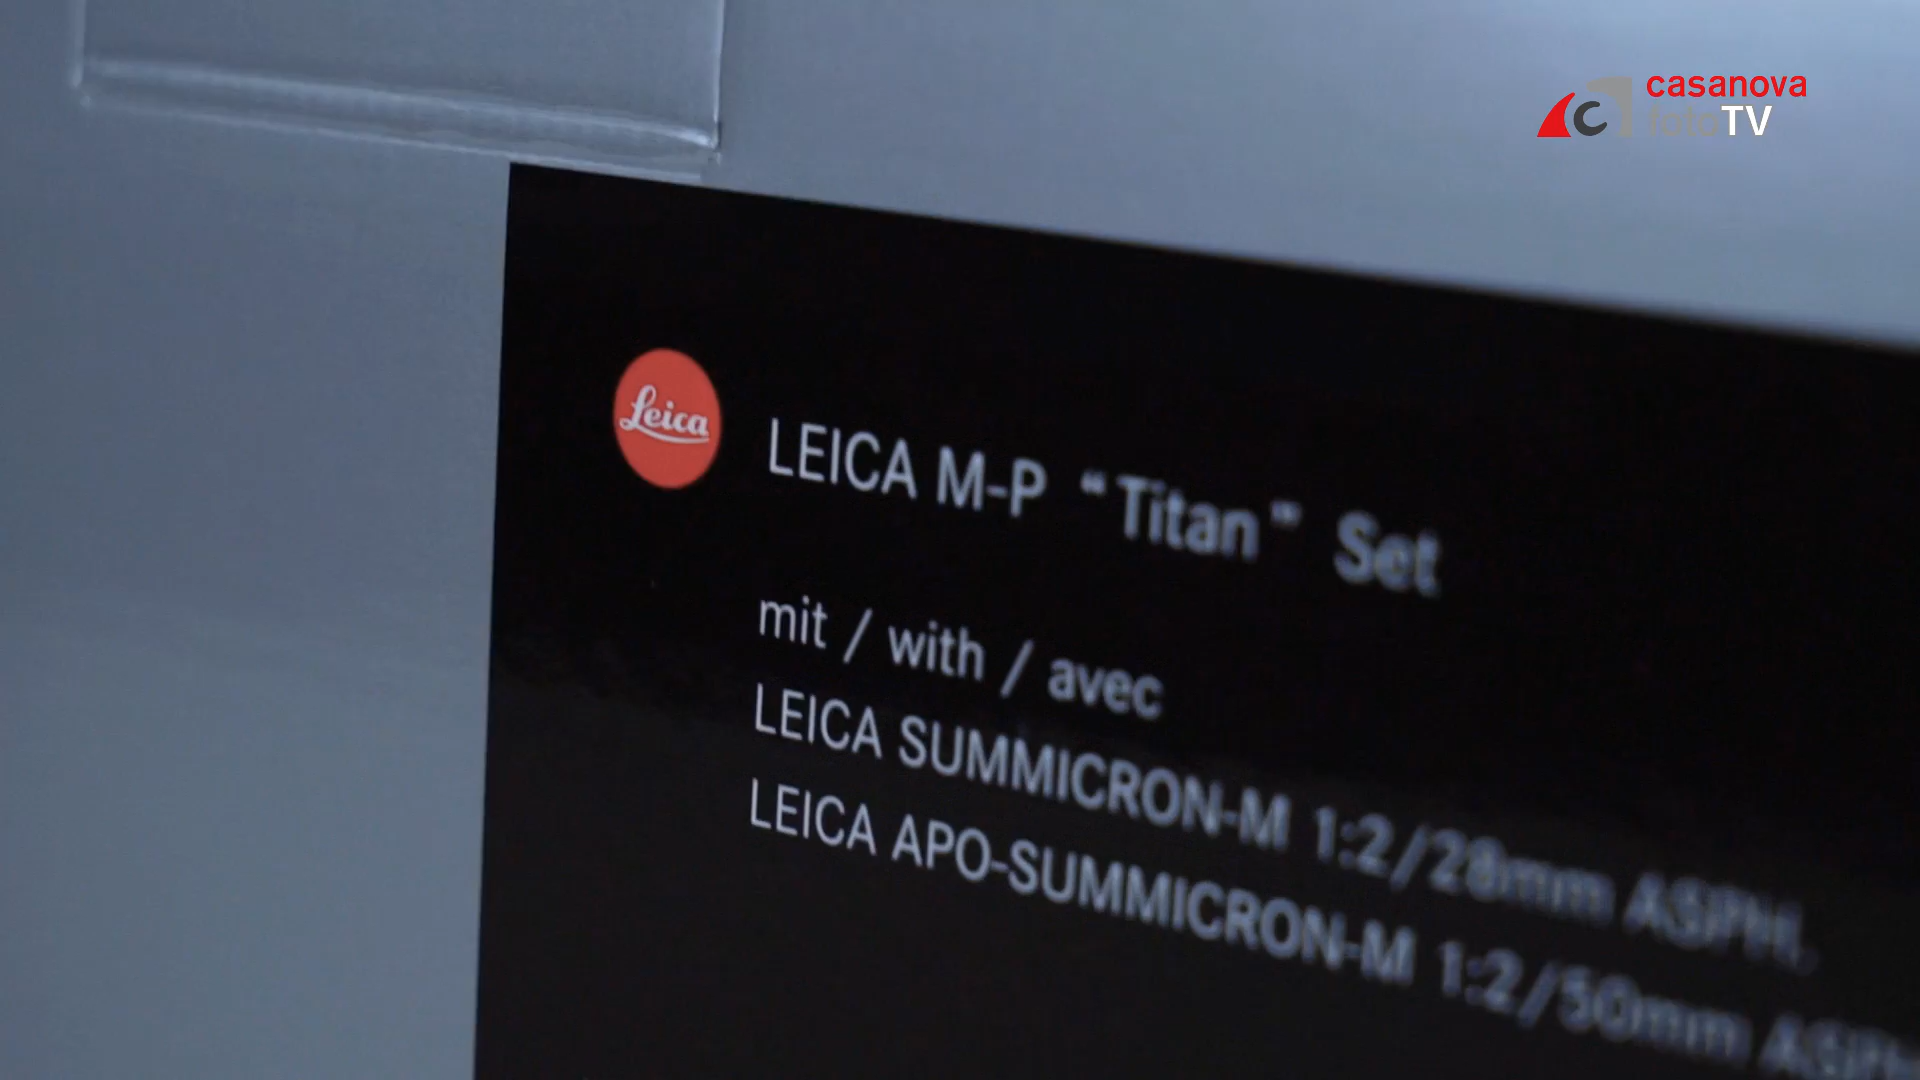 casanova
fotoTV
Leica
LEICA M-P “Titan” Set
mit / with / avec
LEICA SUMMICRON-M 1:2/28mm ASPH.
LEICA APO-SUMMICRON-M 1:2/50mm ASPH